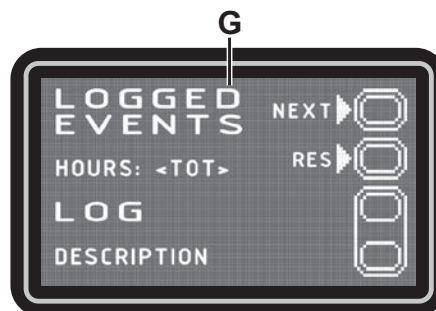 G
LOGGED
EVENTS
NEXT
HOURS: <TOT>
RES
LOG
DESCRIPTION